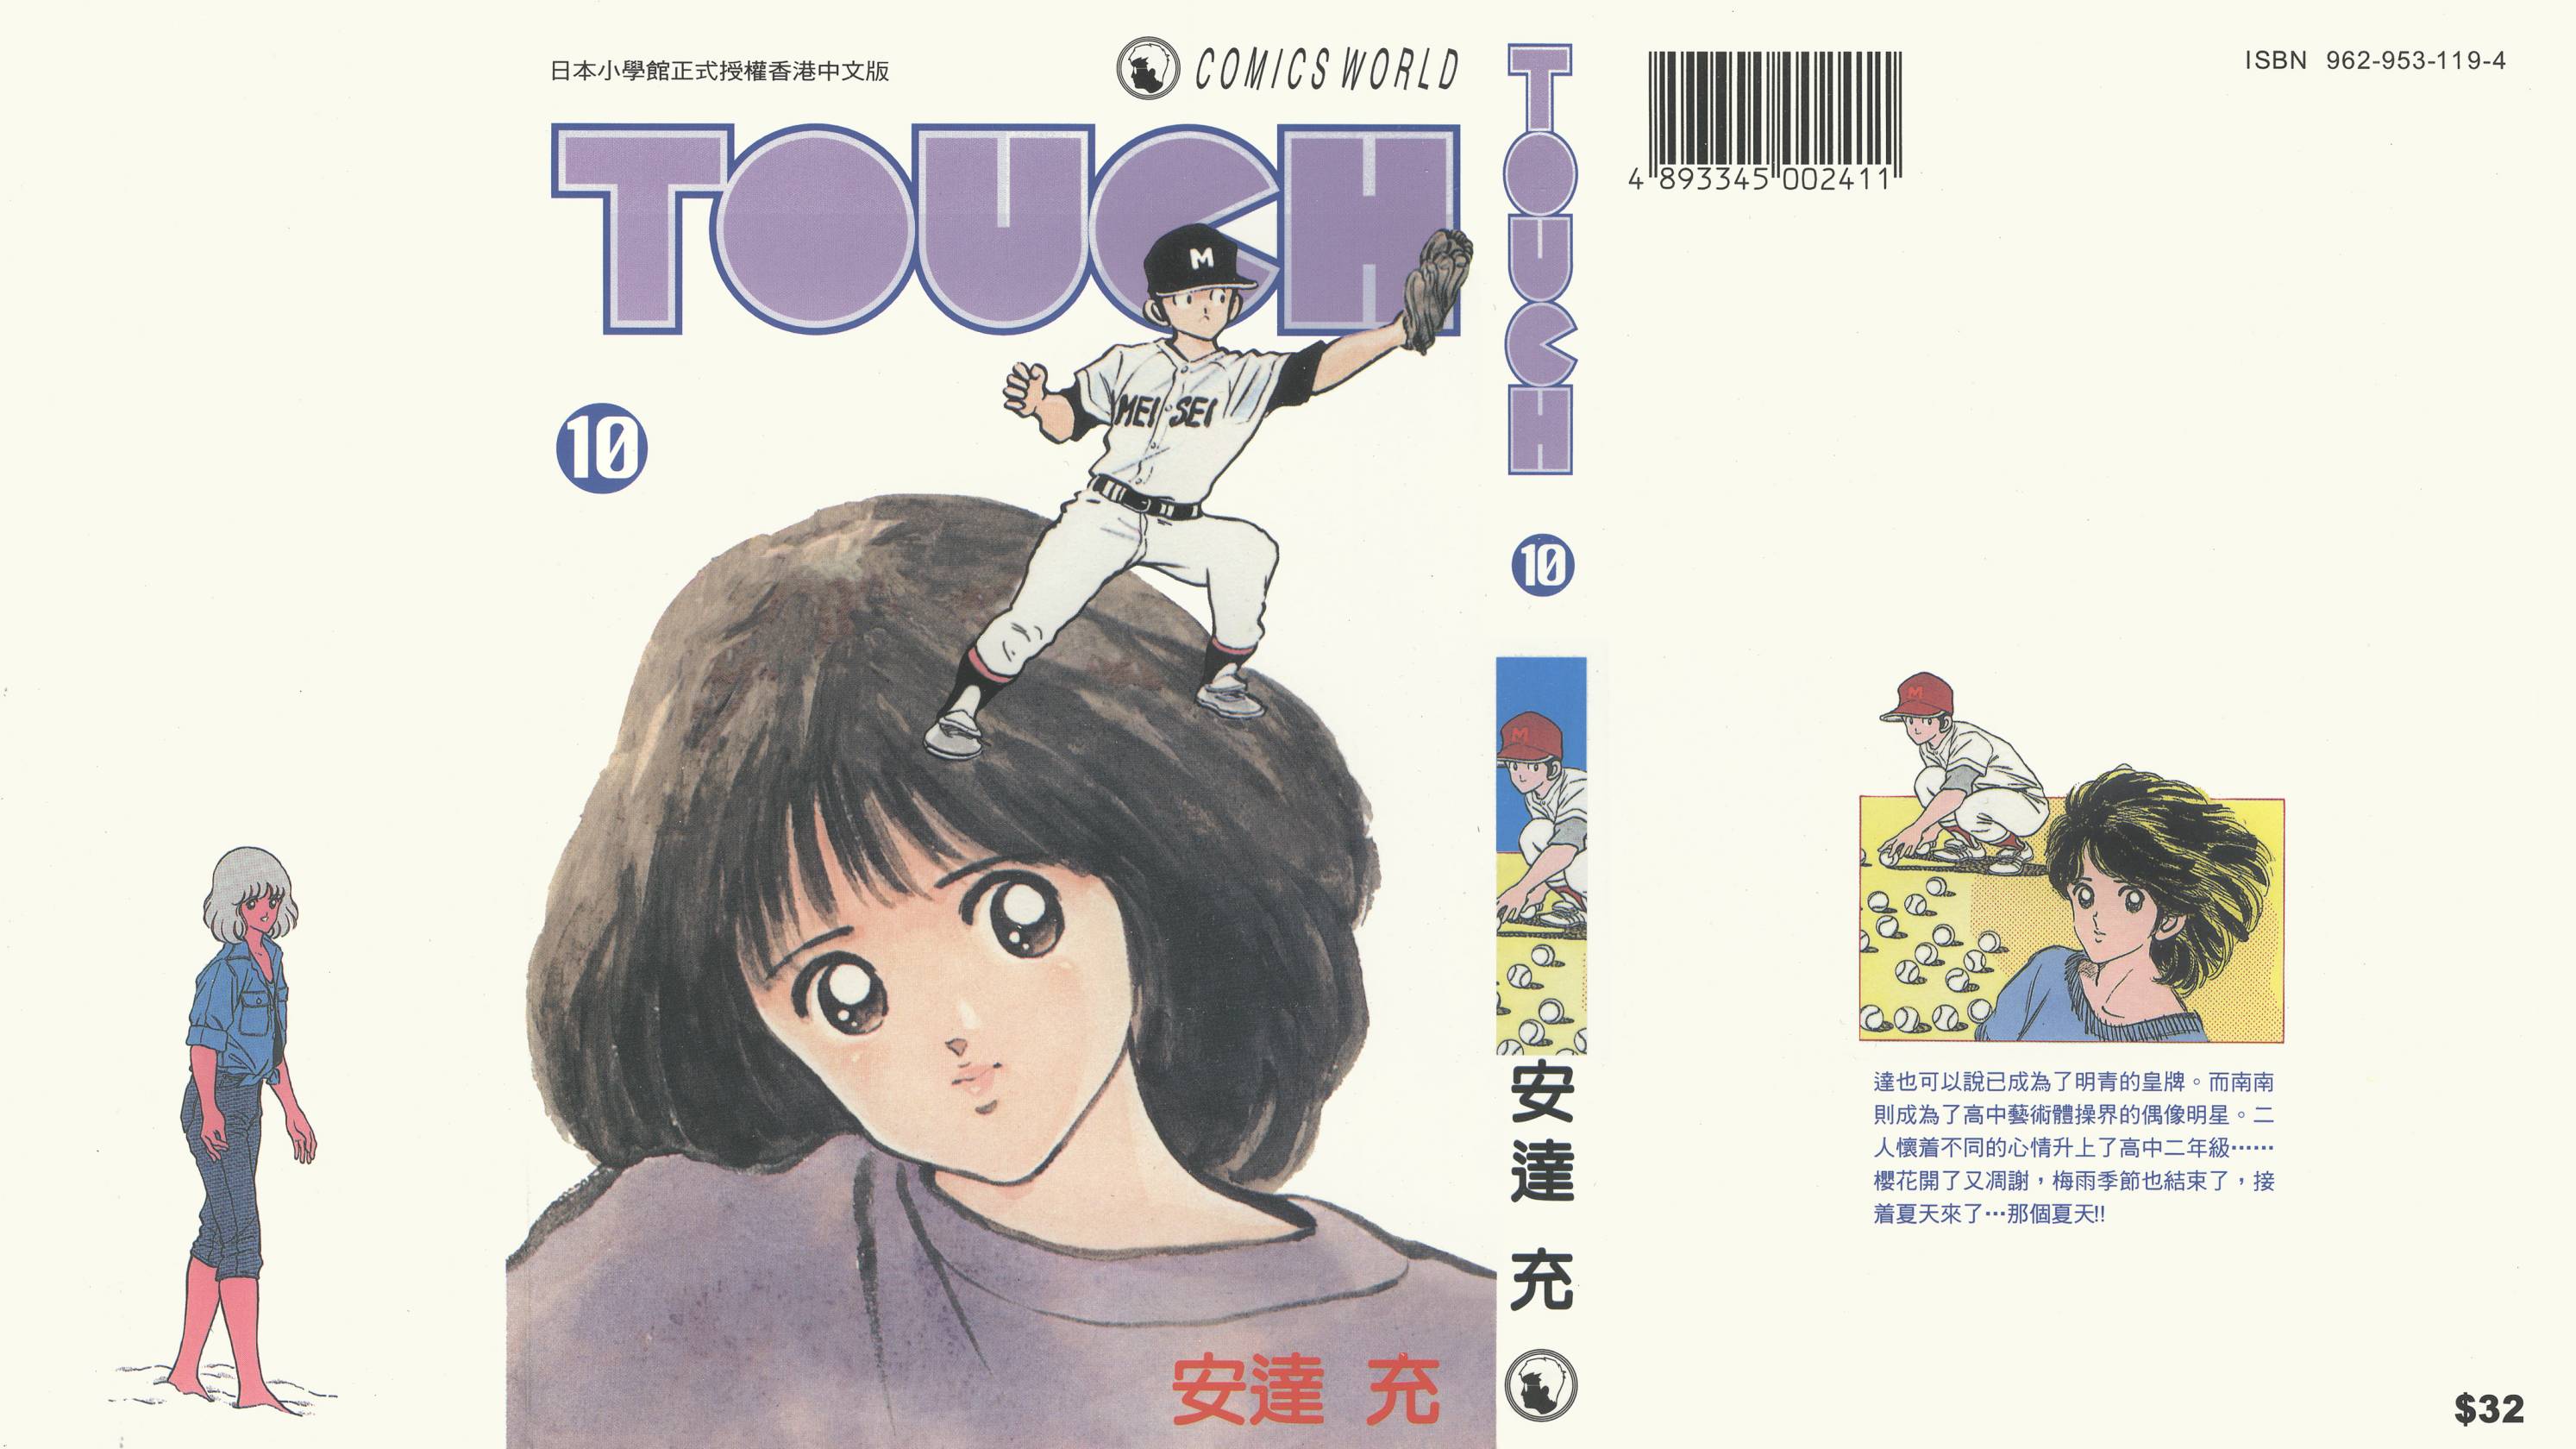 日本小學館正式授權香港中文版
COMICS WORLD
TOUCH
10
M
MEI SEI
安達 充
TOUCH
10
M
安達 充
4 893345 002411
ISBN 962-953-119-4
M
達也可以說已成為了明青的皇牌。而南南
則成為了高中藝術體操界的偶像明星。二
人懷着不同的心情升上了高中二年級……
櫻花開了又凋謝，梅雨季節也結束了，接
着夏天來了…那個夏天!!
$32